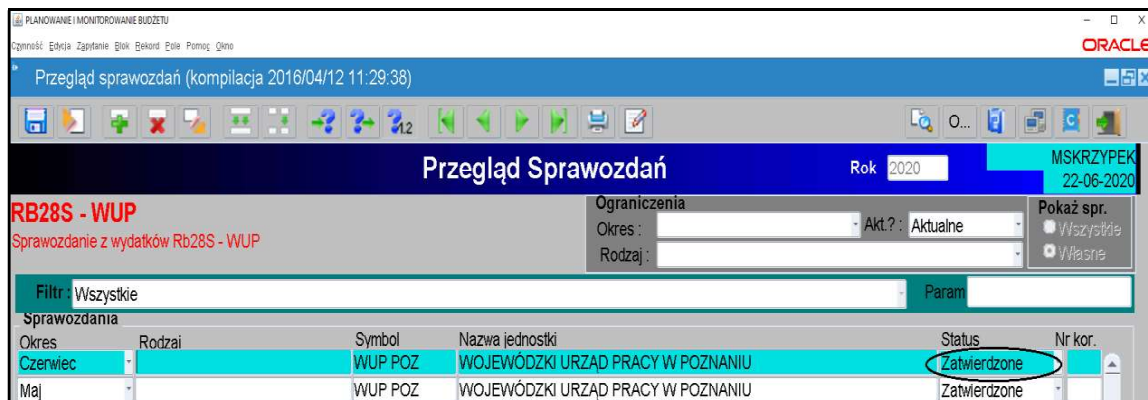 PLANOWANIE I MONITOROWANIE BUDŻETU
Czynność Edycja Zapytanie Blok Rekord Pole Pomoc Okno
ORACLE
Przegląd sprawozdań (kompilacja 2016/04/12 11:29:38)
O...
Przegląd Sprawozdań Rok 2020 MSKRZYPEK
22-06-2020
RB28S - WUP
Sprawozdanie z wydatków Rb28S - WUP
Ograniczenia
Okres : Akt.? : Aktualne
Rodzaj :
Pokaż spr.
Wszystkie
Własne
Filtr : Wszystkie Param
Sprawozdania
Okres Rodzaj Symbol Nazwa jednostki Status Nr kor.
Czerwiec WUP POZ WOJEWÓDZKI URZĄD PRACY W POZNANIU Zatwierdzone
Maj WUP POZ WOJEWÓDZKI URZĄD PRACY W POZNANIU Zatwierdzone